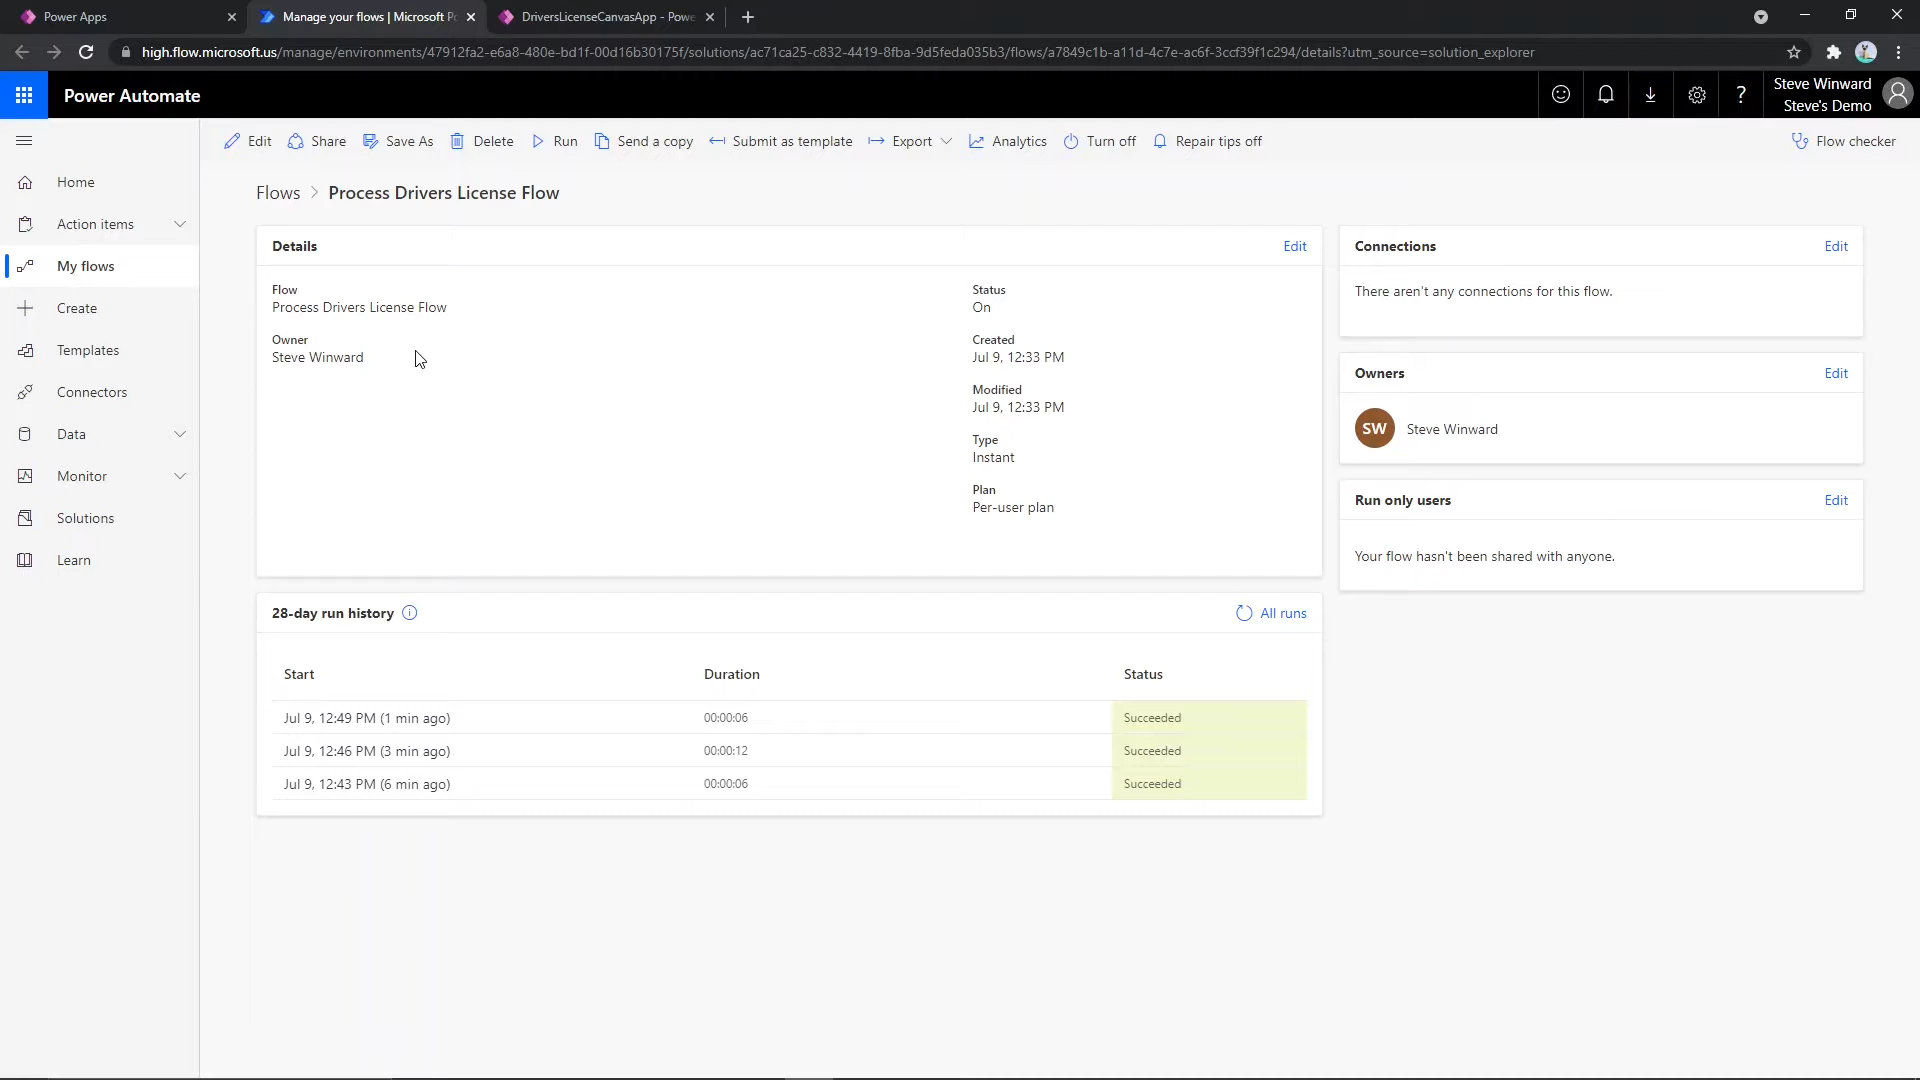 Power Apps
Manage your flows | Microsoft Po
DriversLicenseCanvasApp - Powe
high.flow.microsoft.us/manage/environments/47912fa2-e6a8-480e-bd1f-00d16b30175f/solutions/ac71ca25-c832-4419-8fba-9d5feda035b3/flows/a7849c1b-a11d-4c7e-ac6f-3ccf39f1c294/details?utm_source=solution_explorer
Power Automate
Steve Winward
Steve's Demo
Edit
Share
Save As
Delete
Run
Send a copy
Submit as template
Export
Analytics
Turn off
Repair tips off
Flow checker
Home
Action items
My flows
Create
Templates
Connectors
Data
Monitor
Solutions
Learn
Flows > Process Drivers License Flow
Details
Edit
Flow
Process Drivers License Flow
Owner
Steve Winward
Status
On
Created
Jul 9, 12:33 PM
Modified
Jul 9, 12:33 PM
Type
Instant
Plan
Per-user plan
Connections
Edit
There aren't any connections for this flow.
Owners
Edit
SW
Steve Winward
Run only users
Edit
Your flow hasn't been shared with anyone.
28-day run history
All runs
Start Duration Status
Jul 9, 12:49 PM (1 min ago) 00:00:06 Succeeded
Jul 9, 12:46 PM (3 min ago) 00:00:12 Succeeded
Jul 9, 12:43 PM (6 min ago) 00:00:06 Succeeded